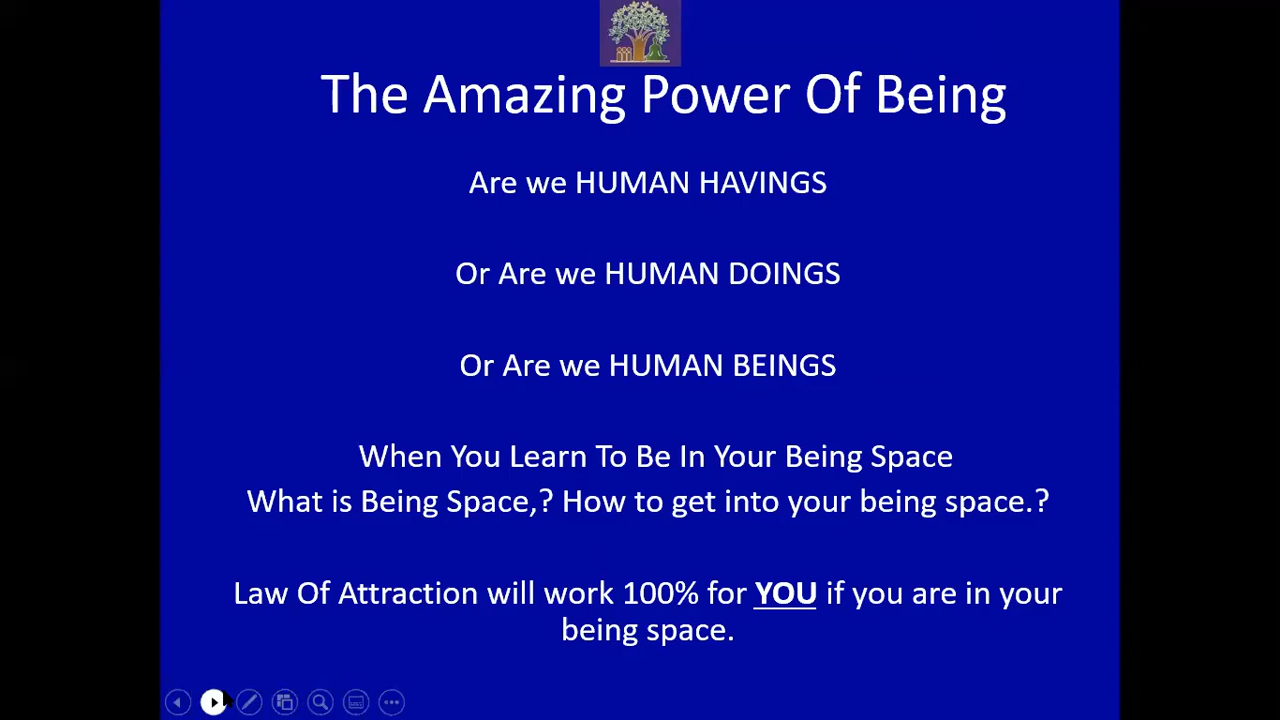 The Amazing Power Of Being
Are we HUMAN HAVINGS
Or Are we HUMAN DOINGS
Or Are we HUMAN BEINGS
When You Learn To Be In Your Being Space
What is Being Space,? How to get into your being space.?
Law Of Attraction will work 100% for YOU if you are in your
being space.